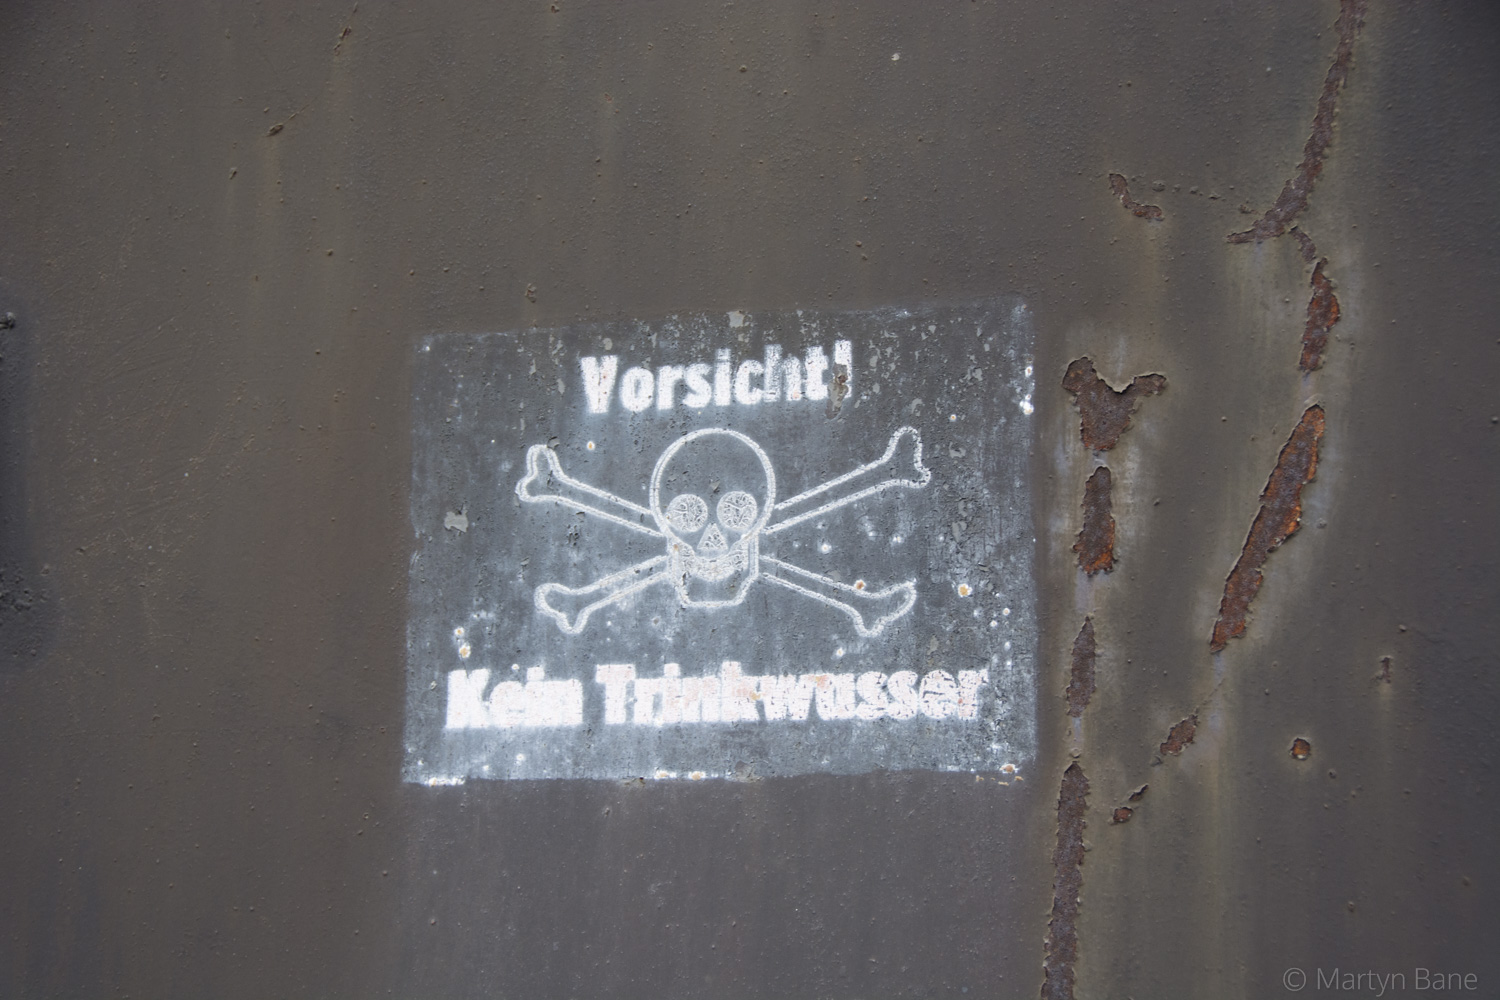 Vorsicht!
Kein Trinkwasser
© Martyn Bane